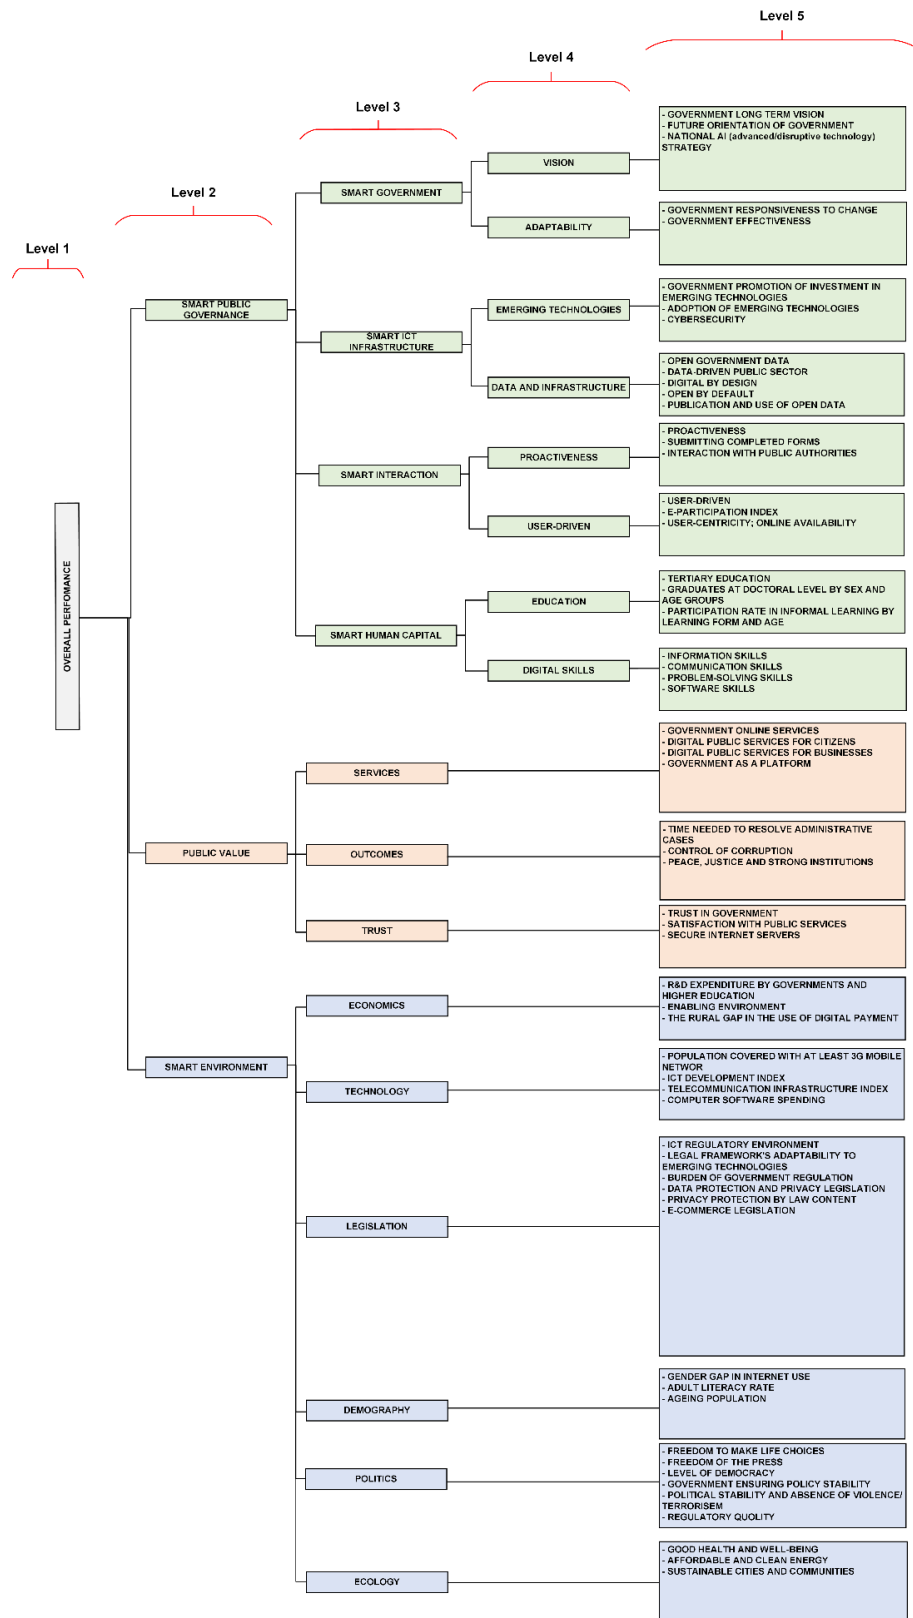 Level 5
Level 4
Level 3
Level 2
Level 1
OVERALL PERFOMANCE
SMART PUBLIC
GOVERNANCE
SMART GOVERNMENT
VISION
- GOVERNMENT LONG TERM VISION
- FUTURE ORIENTATION OF GOVERNMENT
- NATIONAL AI (advanced/disruptive technology)
STRATEGY
ADAPTABILITY
- GOVERNMENT RESPONSIVENESS TO CHANGE
- GOVERNMENT EFFECTIVENESS
SMART ICT
INFRASTRUCTURE
EMERGING TECHNOLOGIES
- GOVERNMENT PROMOTION OF INVESTMENT IN
EMERGING TECHNOLOGIES
- ADOPTION OF EMERGING TECHNOLOGIES
- CYBERSECURITY
DATA AND INFRASTRUCTURE
- OPEN GOVERNMENT DATA
- DATA-DRIVEN PUBLIC SECTOR
- DIGITAL BY DESIGN
- OPEN BY DEFAULT
- PUBLICATION AND USE OF OPEN DATA
SMART INTERACTION
PROACTIVENESS
- PROACTIVENESS
- SUBMITTING COMPLETED FORMS
- INTERACTION WITH PUBLIC AUTHORITIES
USER-DRIVEN
- USER-DRIVEN
- E-PARTICIPATION INDEX
- USER-CENTRICITY; ONLINE AVAILABILITY
SMART HUMAN CAPITAL
EDUCATION
- TERTIARY EDUCATION
- GRADUATES AT DOCTORAL LEVEL BY SEX AND
AGE GROUPS
- PARTICIPATION RATE IN INFORMAL LEARNING BY
LEARNING FORM AND AGE
DIGITAL SKILLS
- INFORMATION SKILLS
- COMMUNICATION SKILLS
- PROBLEM-SOLVING SKILLS
- SOFTWARE SKILLS
PUBLIC VALUE
SERVICES
- GOVERNMENT ONLINE SERVICES
- DIGITAL PUBLIC SERVICES FOR CITIZENS
- DIGITAL PUBLIC SERVICES FOR BUSINESSES
- GOVERNMENT AS A PLATFORM
OUTCOMES
- TIME NEEDED TO RESOLVE ADMINISTRATIVE
CASES
- CONTROL OF CORRUPTION
- PEACE, JUSTICE AND STRONG INSTITUTIONS
TRUST
- TRUST IN GOVERNMENT
- SATISFACTION WITH PUBLIC SERVICES
- SECURE INTERNET SERVERS
SMART ENVIRONMENT
ECONOMICS
- R&D EXPENDITURE BY GOVERNMENTS AND
HIGHER EDUCATION
- ENABLING ENVIRONMENT
- THE RURAL GAP IN THE USE OF DIGITAL PAYMENT
TECHNOLOGY
- POPULATION COVERED WITH AT LEAST 3G MOBILE
NETWOR
- ICT DEVELOPMENT INDEX
- TELECOMMUNICATION INFRASTRUCTURE INDEX
- COMPUTER SOFTWARE SPENDING
LEGISLATION
- ICT REGULATORY ENVIRONMENT
- LEGAL FRAMEWORK'S ADAPTABILITY TO
EMERGING TECHNOLOGIES
- BURDEN OF GOVERNMENT REGULATION
- DATA PROTECTION AND PRIVACY LEGISLATION
- PRIVACY PROTECTION BY LAW CONTENT
- E-COMMERCE LEGISLATION
DEMOGRAPHY
- GENDER GAP IN INTERNET USE
- ADULT LITERACY RATE
- AGEING POPULATION
POLITICS
- FREEDOM TO MAKE LIFE CHOICES
- FREEDOM OF THE PRESS
- LEVEL OF DEMOCRACY
- GOVERNMENT ENSURING POLICY STABILITY
- POLITICAL STABILITY AND ABSENCE OF VIOLENCE/
TERRORISEM
- REGULATORY QUOLITY
ECOLOGY
- GOOD HEALTH AND WELL-BEING
- AFFORDABLE AND CLEAN ENERGY
- SUSTAINABLE CITIES AND COMMUNITIES